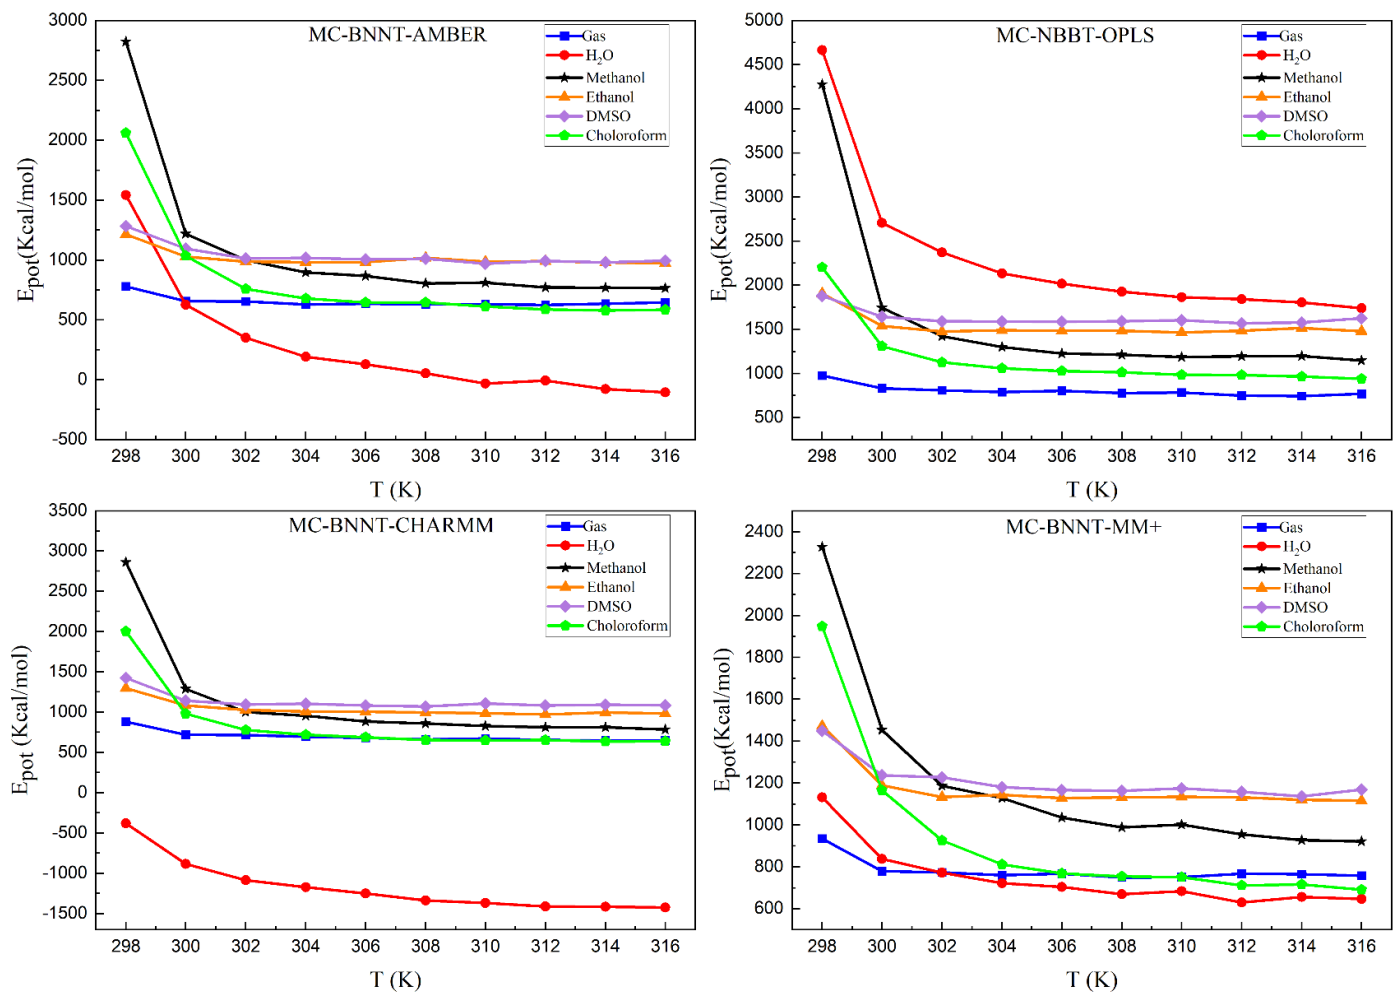 MC-BNNT-AMBER
Gas
H₂O
Methanol
Ethanol
DMSO
Choloroform
3000
2500
2000
1500
1000
500
0
-500
Epot(Kcal/mol)
298 300 302 304 306 308 310 312 314 316
T (K)
MC-NBBT-OPLS
Gas
H₂O
Methanol
Ethanol
DMSO
Choloroform
5000
4500
4000
3500
3000
2500
2000
1500
1000
500
Epot(Kcal/mol)
298 300 302 304 306 308 310 312 314 316
T (K)
MC-BNNT-CHARMM
Gas
H₂O
Methanol
Ethanol
DMSO
Choloroform
3500
3000
2500
2000
1500
1000
500
0
-500
-1000
-1500
Epot (Kcal/mol)
298 300 302 304 306 308 310 312 314 316
T (K)
MC-BNNT-MM+
Gas
H₂O
Methanol
Ethanol
DMSO
Choloroform
2400
2200
2000
1800
1600
1400
1200
1000
800
600
Epot(Kcal/mol)
298 300 302 304 306 308 310 312 314 316
T (K)